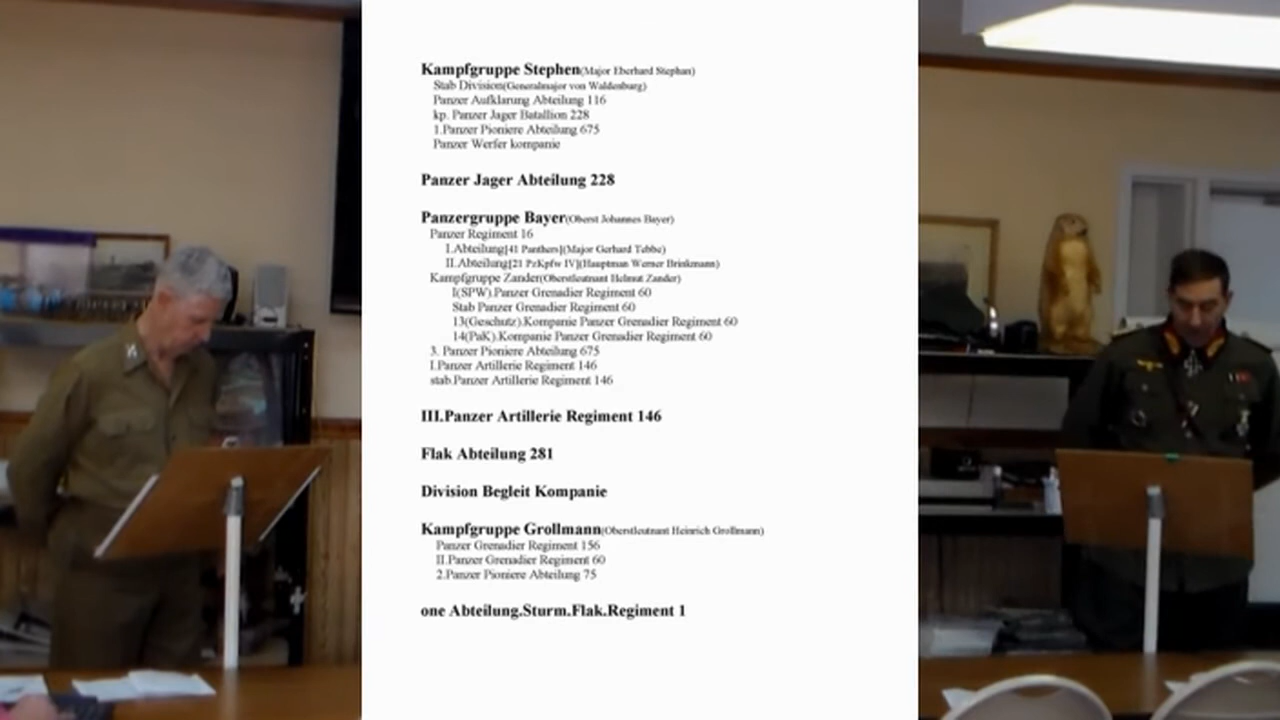 Kampfgruppe Stephen(Major Eberhard Stephan)
Stab Division(Generalmajor von Waldenburg)
Panzer Aufklarung Abteilung 116
kp. Panzer Jager Batallion 228
1.Panzer Pioniere Abteilung 675
Panzer Werfer kompanie
Panzer Jager Abteilung 228
Panzergruppe Bayer(Oberst Johannes Bayer)
Panzer Regiment 16
I.Abteilung[41 Panthers](Major Gerhard Tebbe)
II.Abteilung[21 PzKpfw IV](Hauptman Werner Brinkmann)
Kampfgruppe Zander(Oberstleutnant Helmut Zander)
I(SPW).Panzer Grenadier Regiment 60
Stab Panzer Grenadier Regiment 60
13(Geschutz).Kompanie Panzer Grenadier Regiment 60
14(PaK).Kompanie Panzer Grenadier Regiment 60
3. Panzer Pioniere Abteilung 675
I.Panzer Artillerie Regiment 146
stab.Panzer Artillerie Regiment 146
III.Panzer Artillerie Regiment 146
Flak Abteilung 281
Division Begleit Kompanie
Kampfgruppe Grollmann(Oberstleutnant Heinrich Grollmann)
Panzer Grenadier Regiment 156
II.Panzer Grenadier Regiment 60
2.Panzer Pioniere Abteilung 75
one Abteilung.Sturm.Flak.Regiment 1